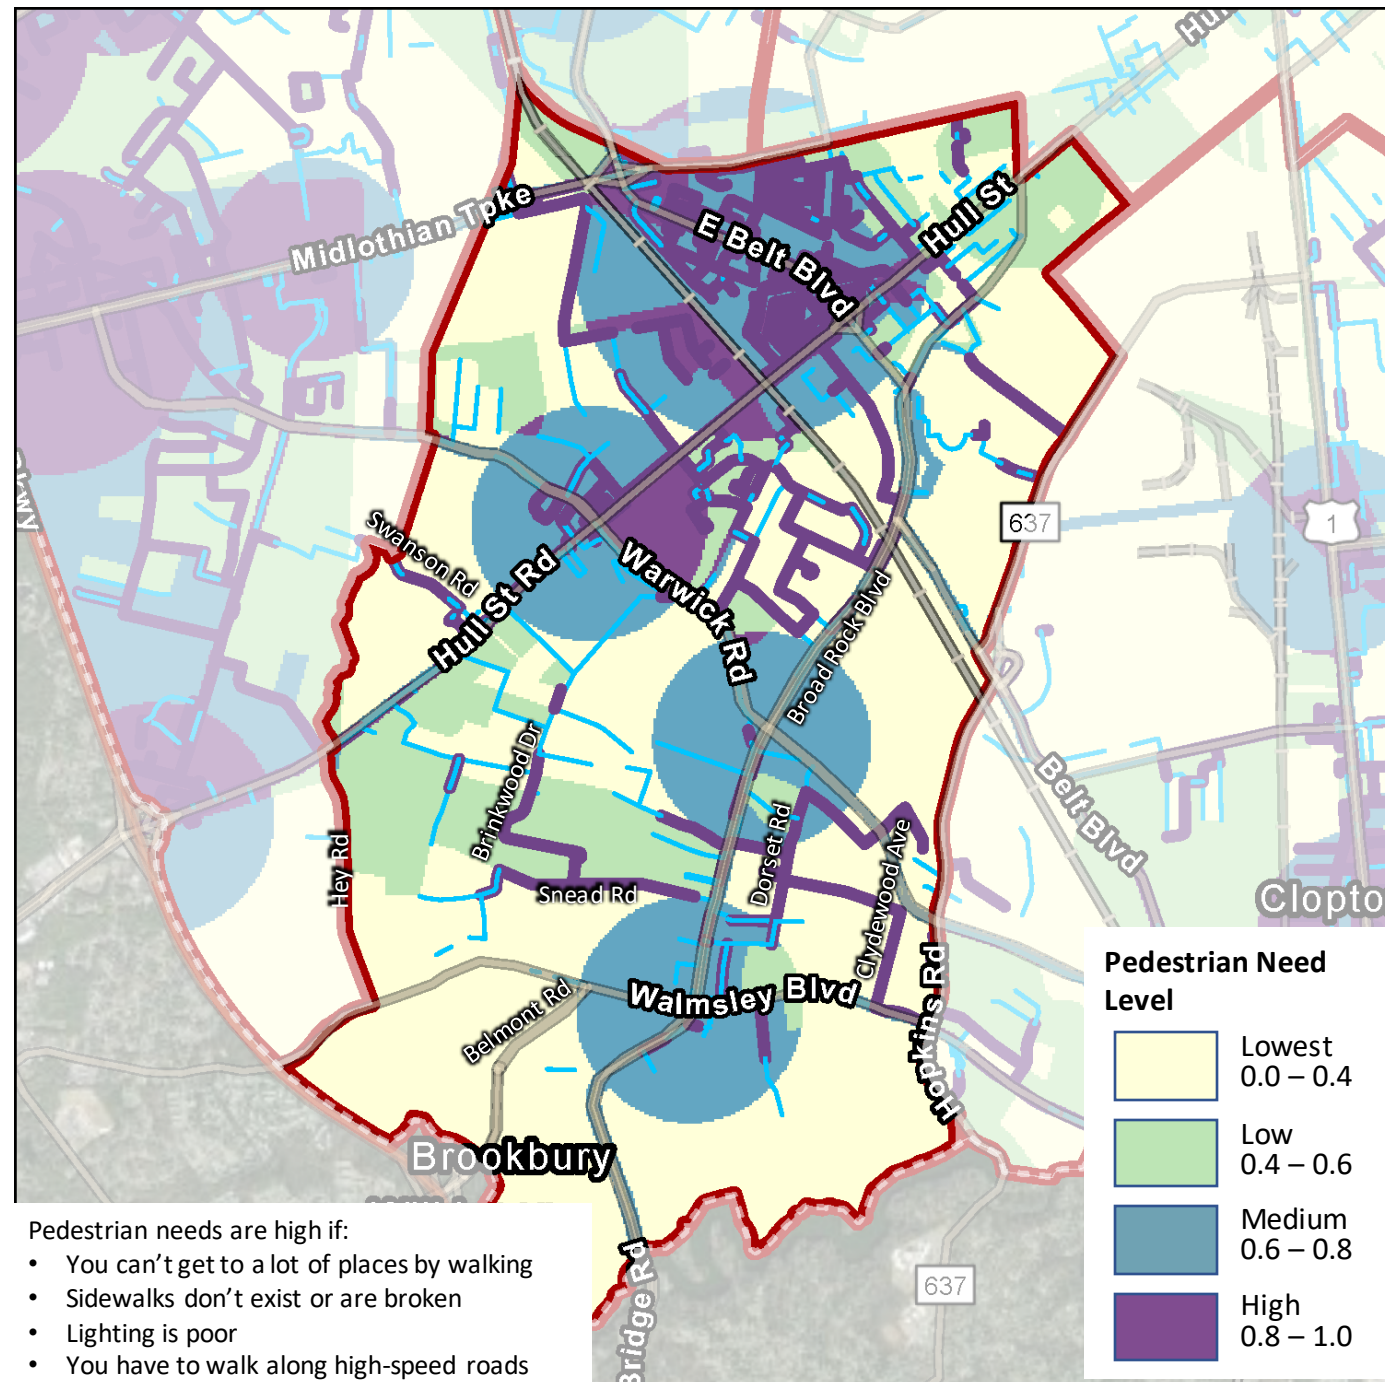 Hull
Midlothian Tpke
E Belt Blvd
Hull St
Pkwy
637
1
Swanson Rd
Hull St Rd
Warwick Rd
Broad Rock Blvd
Brinkwood Dr
Belt Blvd
Hey Rd
Snead Rd
Dorset Rd
Clydewood Ave
Clopto
Walmsley Blvd
Hopkins Rd
Belmont Rd
Brookbury
637
Bridge Rd
Pedestrian Need
Level
Lowest
0.0 – 0.4
Low
0.4 – 0.6
Medium
0.6 – 0.8
High
0.8 – 1.0
Pedestrian needs are high if:
• You can't get to a lot of places by walking
• Sidewalks don't exist or are broken
• Lighting is poor
• You have to walk along high-speed roads